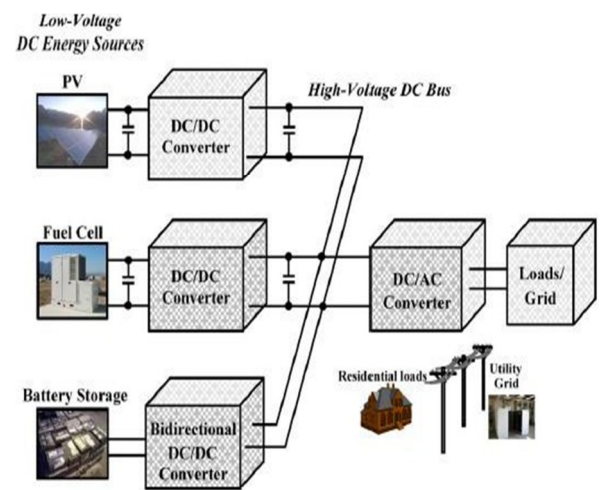 Low-Voltage
DC Energy Sources
PV
DC/DC
Converter
High-Voltage DC Bus
Fuel Cell
DC/DC
Converter
DC/AC
Converter
Loads/
Grid
Residential loads
Utility
Grid
Battery Storage
Bidirectional
DC/DC
Converter